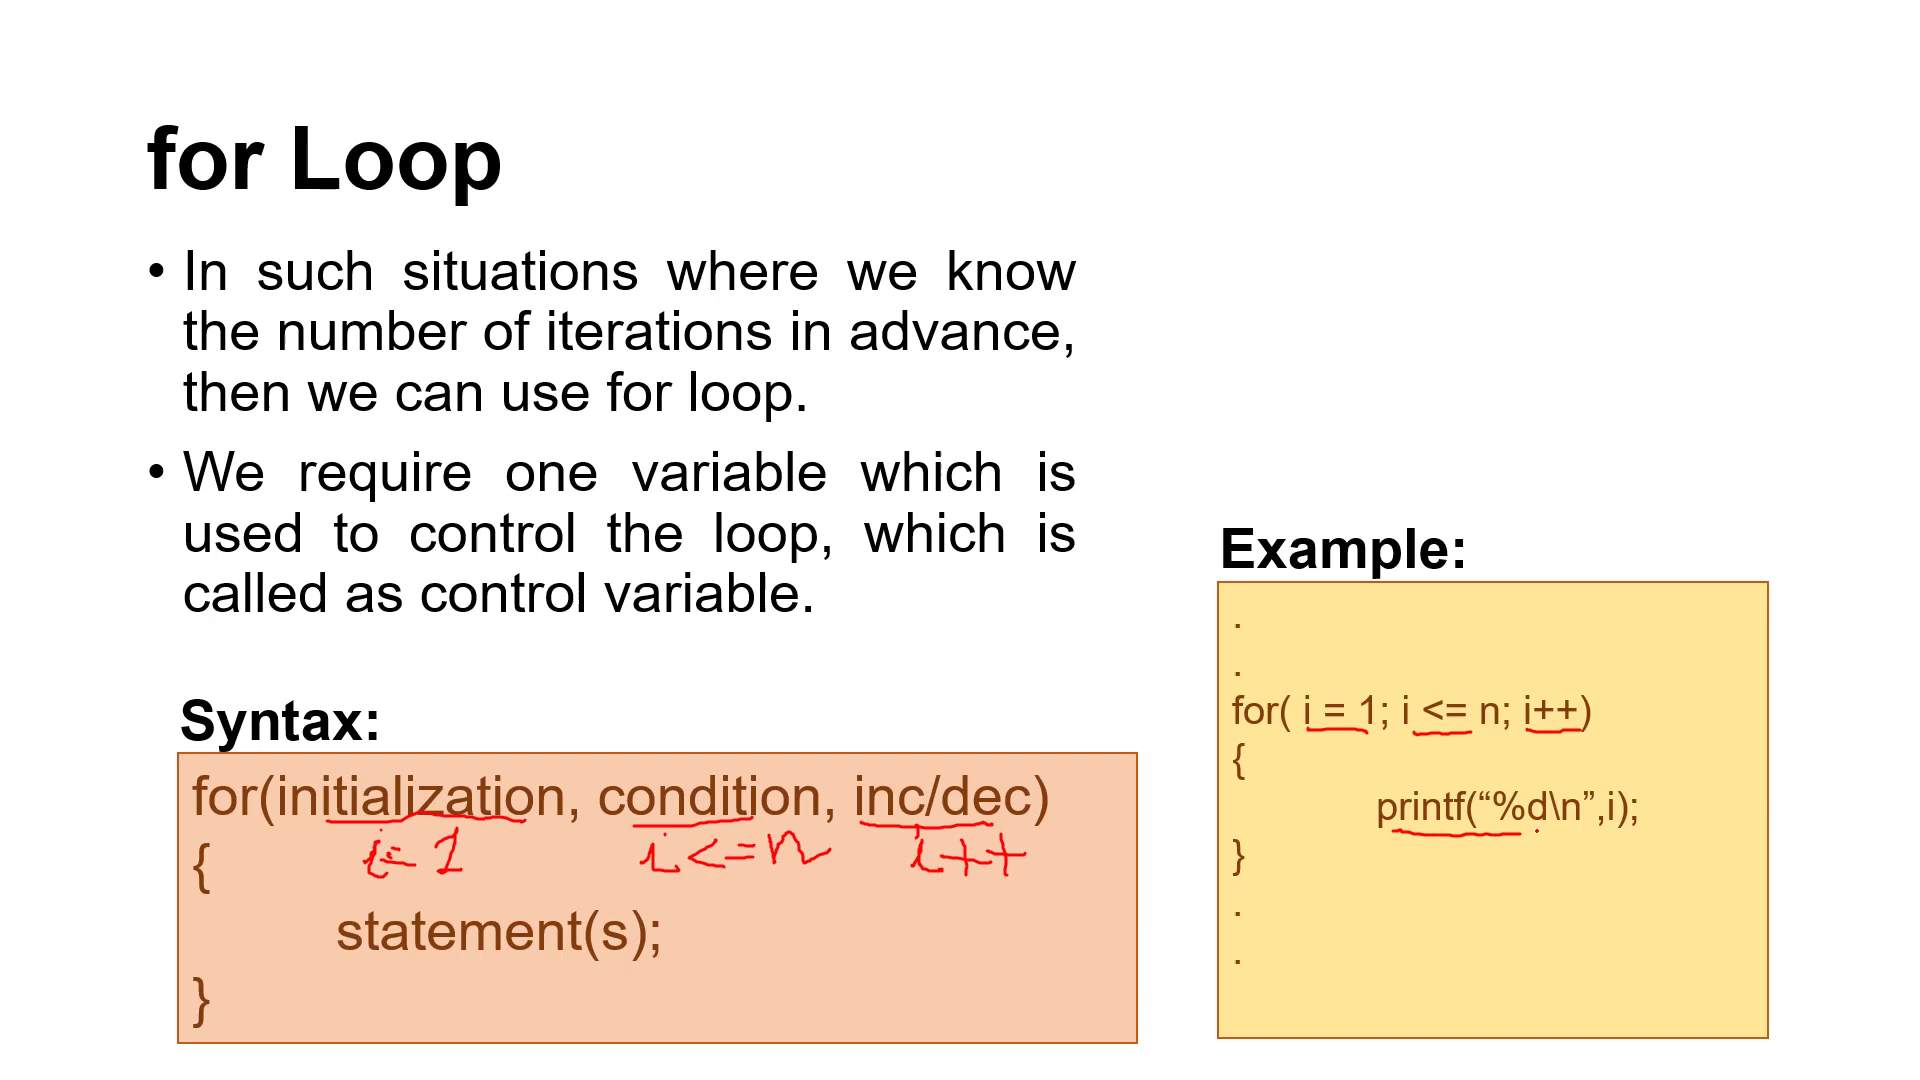 for Loop
• In such situations where we know
the number of iterations in advance,
then we can use for loop.
• We require one variable which is
used to control the loop, which is
called as control variable.
Syntax:
for(initialization, condition, inc/dec)
{ i=1 i<=n i++
statement(s);
}
Example:
.
.
for( i = 1; i <= n; i++)
{
printf(“%d\n”,i);
}
.
.